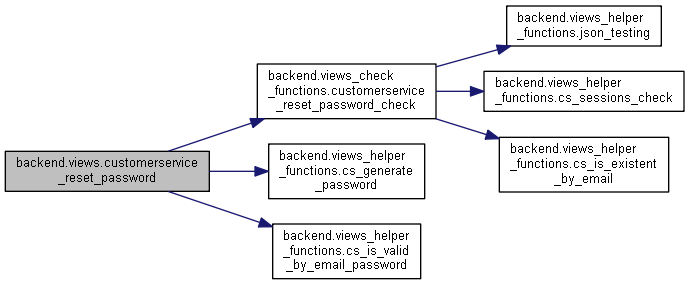 backend.views.customerservice
_reset_password
backend.views_check
_functions.customerservice
_reset_password_check
backend.views_helper
_functions.json_testing
backend.views_helper
_functions.cs_sessions_check
backend.views_helper
_functions.cs_is_existent
_by_email
backend.views_helper
_functions.cs_generate
_password
backend.views_helper
_functions.cs_is_valid
_by_email_password